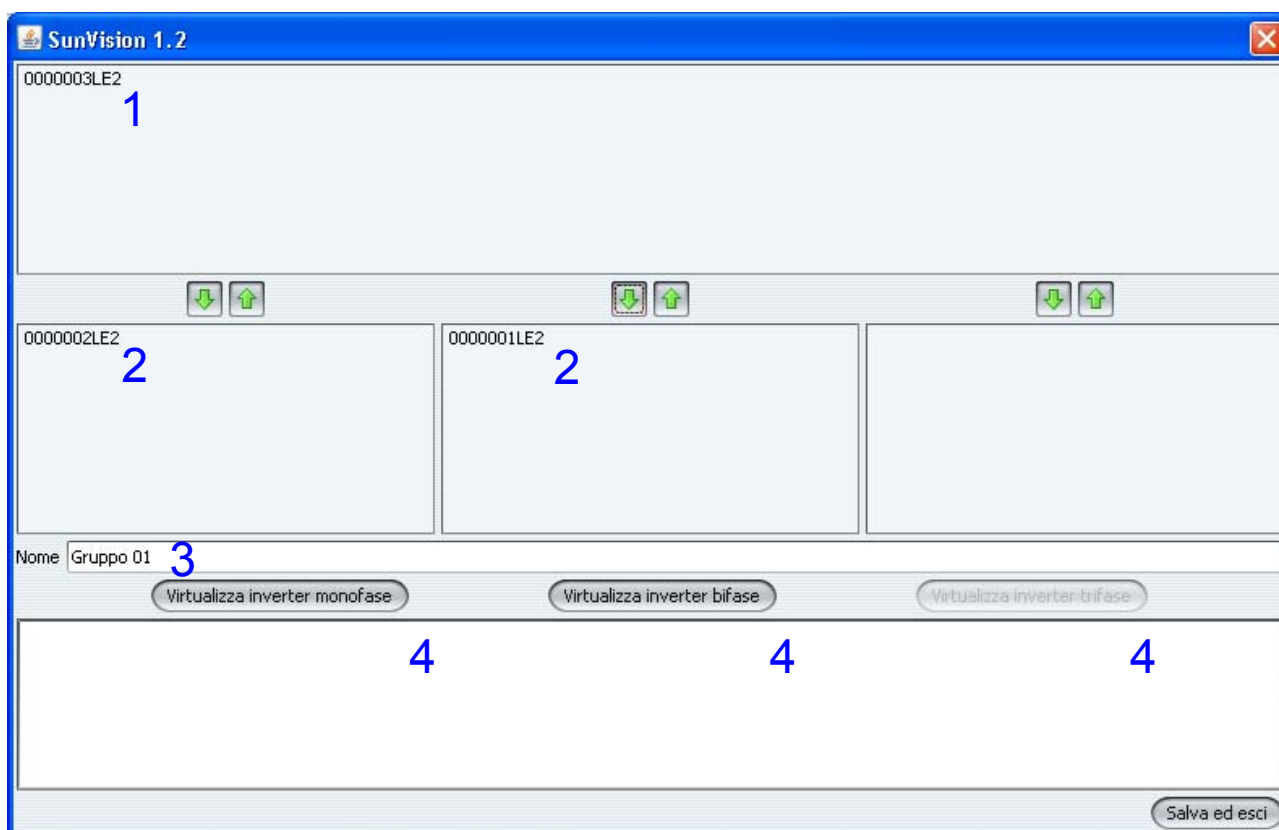 SunVision 1.2
0000003LE2
1
0000002LE2
2
0000001LE2
2
Nome Gruppo 01
3
Virtualizza inverter monofase
Virtualizza inverter bifase
Virtualizza inverter trifase
4
4
4
Salva ed esci